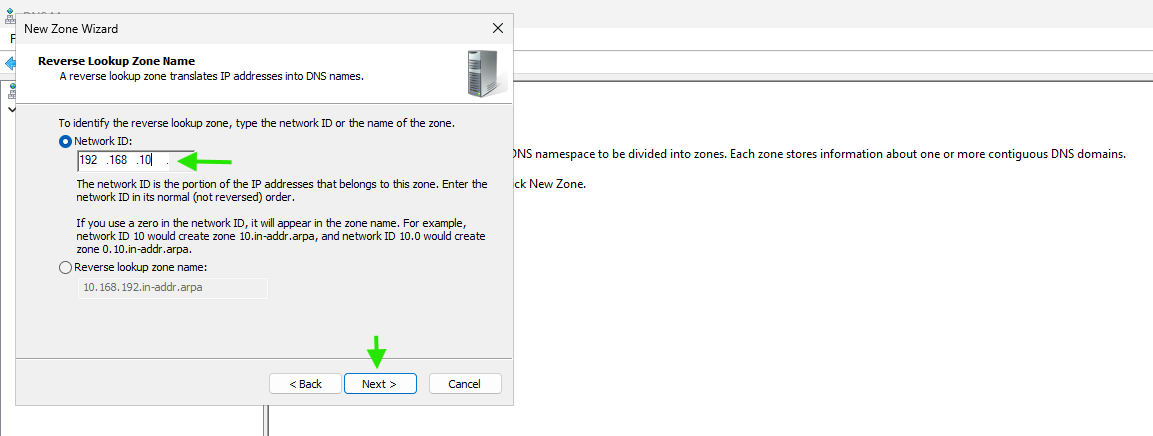 New Zone Wizard
Reverse Lookup Zone Name
A reverse lookup zone translates IP addresses into DNS names.
To identify the reverse lookup zone, type the network ID or the name of the zone.
Network ID:
192 .168 .10 .
The network ID is the portion of the IP addresses that belongs to this zone. Enter the
network ID in its normal (not reversed) order.
If you use a zero in the network ID, it will appear in the zone name. For example,
network ID 10 would create zone 10.in-addr.arpa, and network ID 10.0 would create
zone 0.10.in-addr.arpa.
Reverse lookup zone name:
10.168.192.in-addr.arpa
< Back
Next >
Cancel
DNS namespace to be divided into zones. Each zone stores information about one or more contiguous DNS domains.
ck New Zone.